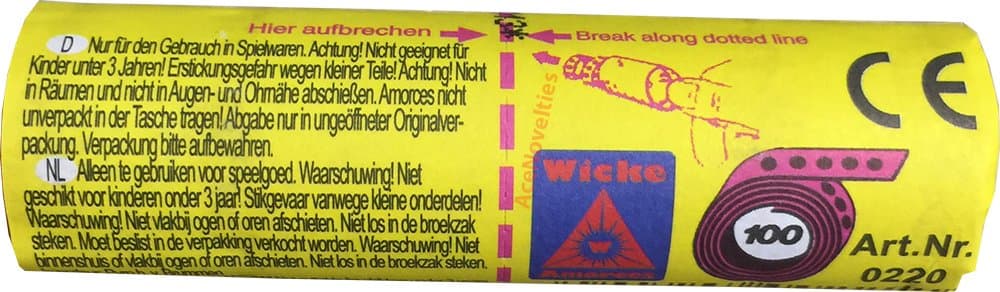 Hier aufbrechen
Break along dotted line
D Nur für den Gebrauch in Spielwaren. Achtung! Nicht geeignet für
Kinder unter 3 Jahren! Erstickungsgefahr wegen kleiner Teile! Achtung! Nicht
in Räumen und nicht in Augen- und Ohrnähe abschießen. Amorces nicht
unverpackt in der Tasche tragen! Abgabe nur in ungeöffneter Originalver-
packung. Verpackung bitte aufbewahren.
NL Alleen te gebruiken voor speelgoed. Waarschuwing! Niet
geschikt voor kinderen onder 3 jaar! Stikgevaar vanwege kleine onderdelen!
Waarschuwing! Niet vlakbij ogen of oren afschieten. Niet los in de broekzak
steken. Moet beslist in de verpakking verkocht worden. Waarschuwing! Niet
binnenshuis of vlakbij ogen of oren afschieten. Niet los in de broekzak steken.
AceNovelties
CE
Wicke
Amorces
100
Art.Nr.
0220